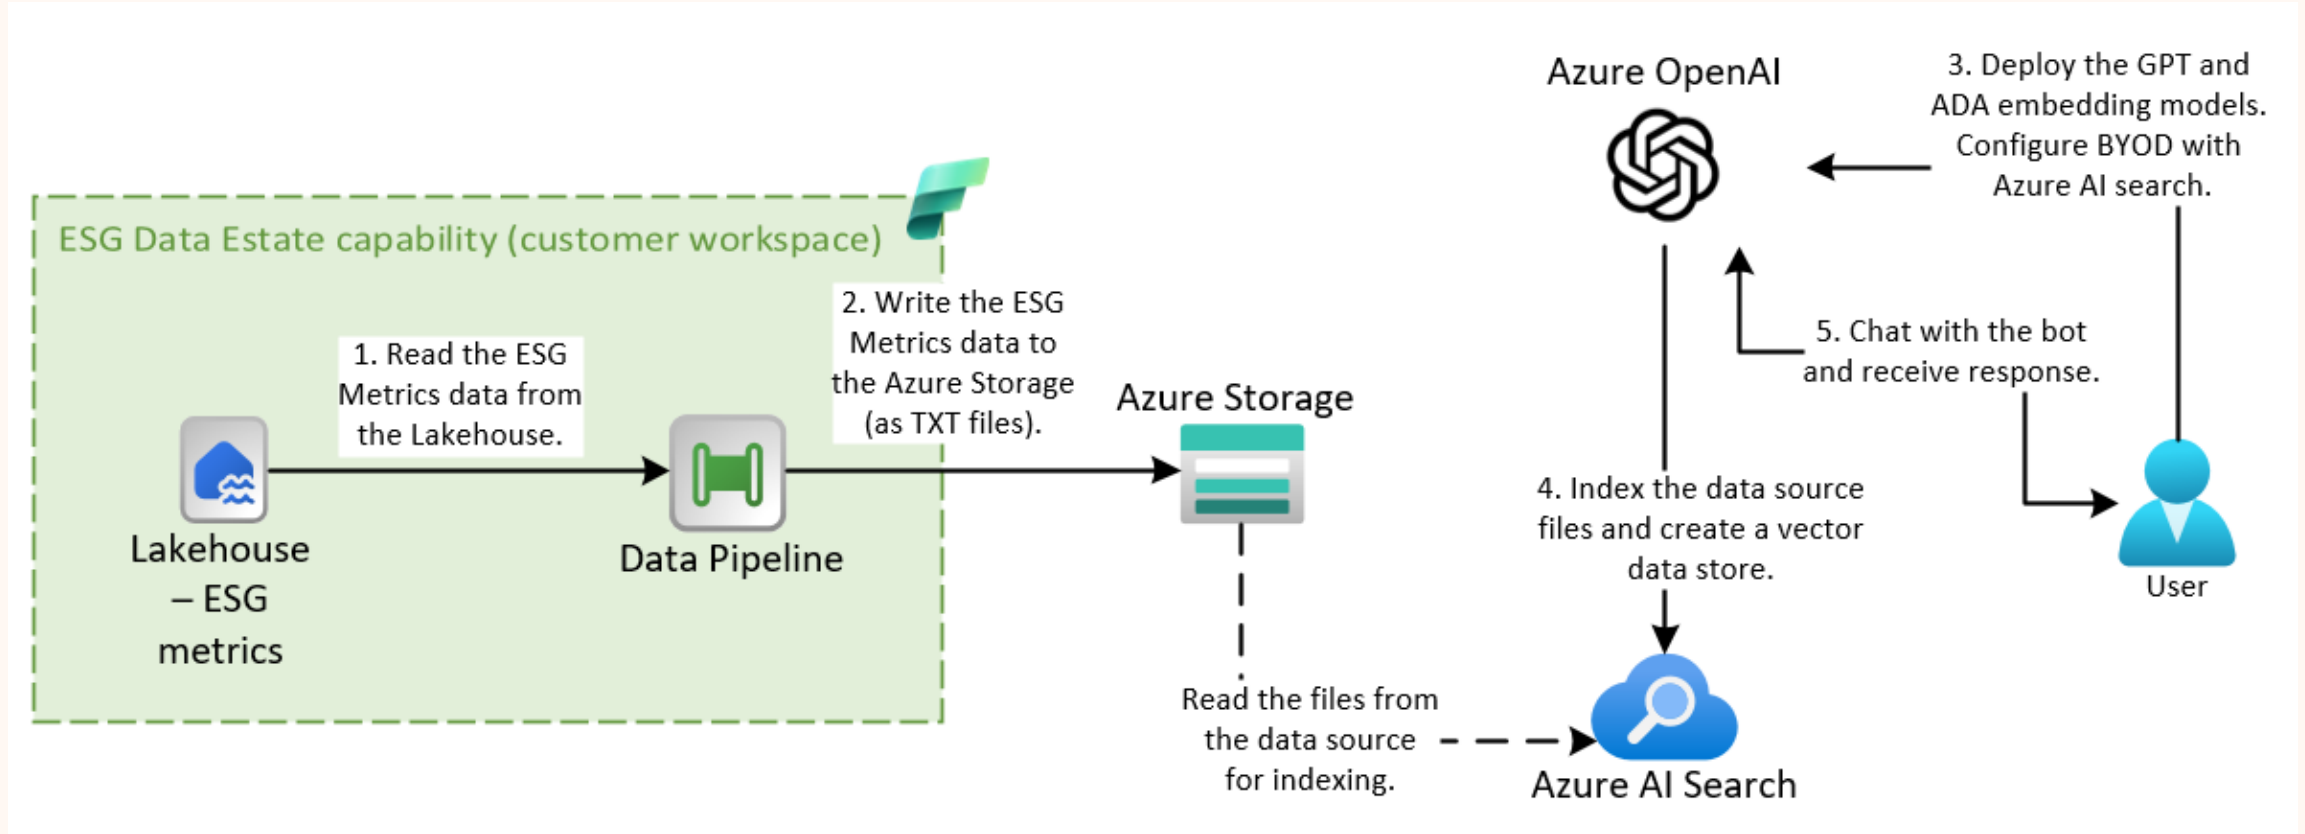 Azure OpenAI
3. Deploy the GPT and
ADA embedding models.
Configure BYOD with
Azure AI search.
ESG Data Estate capability (customer workspace)
1. Read the ESG
Metrics data from
the Lakehouse.
2. Write the ESG
Metrics data to
the Azure Storage
(as TXT files).
Azure Storage
5. Chat with the bot
and receive response.
Lakehouse
– ESG
metrics
Data Pipeline
4. Index the data source
files and create a vector
data store.
User
Read the files from
the data source
for indexing.
Azure AI Search